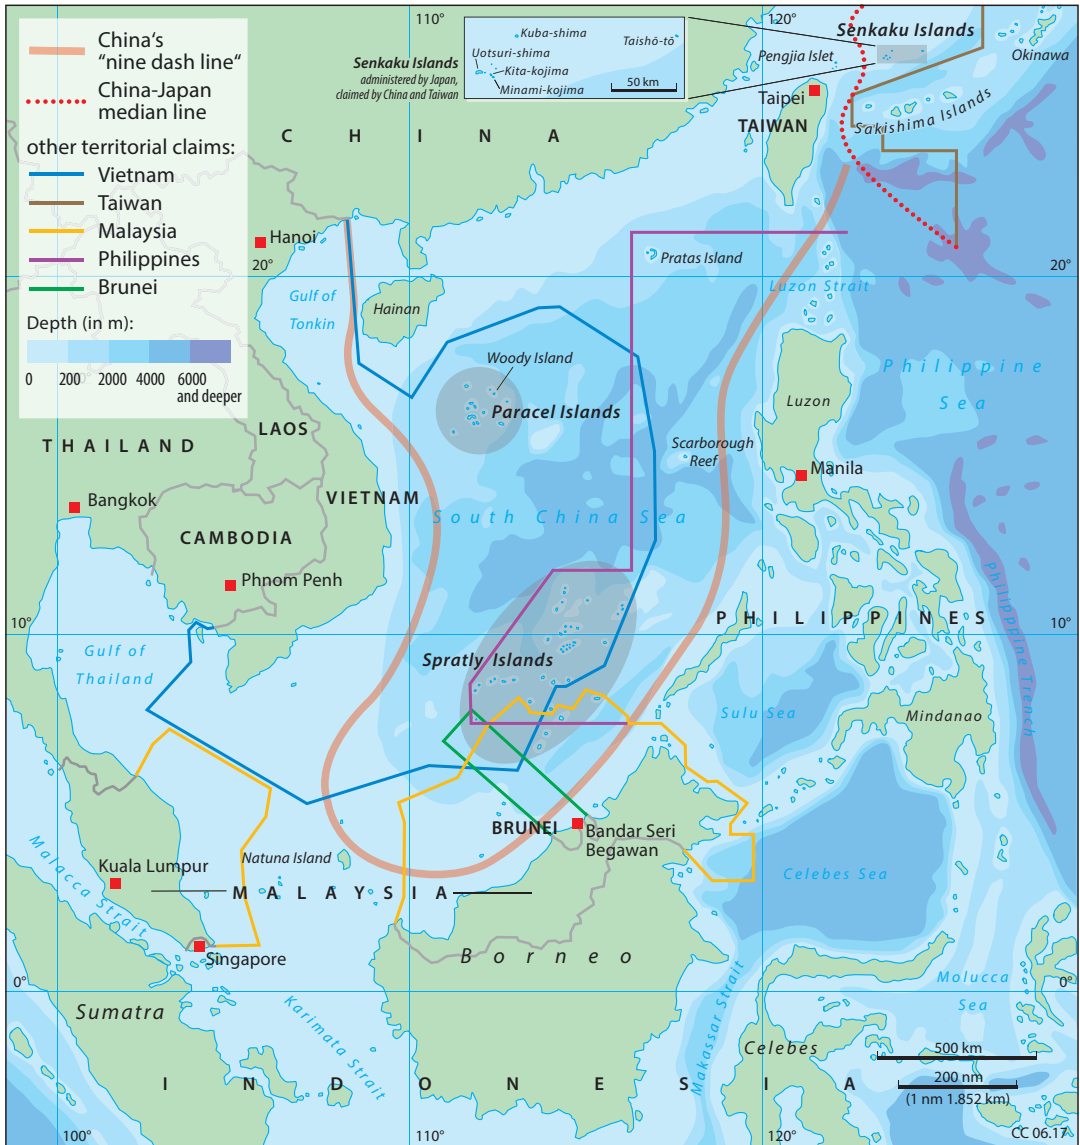 China's
"nine dash line"
China-Japan
median line
other territorial claims:
Vietnam
Taiwan
Malaysia
Philippines
Brunei
Depth (in m):
0 200 2000 4000 6000
and deeper
110°
120°
Senkaku Islands
administered by Japan,
claimed by China and Taiwan
Kuba-shima
Taishō-tō
Uotsuri-shima
Kita-kojima
Minami-kojima
50 km
Senkaku Islands
Pengjia Islet
Okinawa
Taipei
TAIWAN
Sakishima Islands
CHINA
Hanoi
20°
20°
Gulf of
Tonkin
Hainan
Pratas Island
Luzon Strait
Woody Island
Paracel Islands
Philippine
Sea
Luzon
LAOS
THAILAND
Scarborough
Reef
Manila
Bangkok
VIETNAM
South China Sea
CAMBODIA
Phnom Penh
Philippine Trench
PHILIPPINES
10°
10°
Gulf of
Thailand
Spratly Islands
Sulu Sea
Mindanao
BRUNEI
Bandar Seri
Begawan
Malacca Strait
Kuala Lumpur
Natuna Island
MALAYSIA
Celebes Sea
Singapore
Borneo
0°
0°
Sumatra
Karimata Strait
Makassar Strait
Molucca
Sea
Celebes
500 km
200 nm
(1 nm 1.852 km)
INDONESIA
100°
110°
120°
CC 06.17